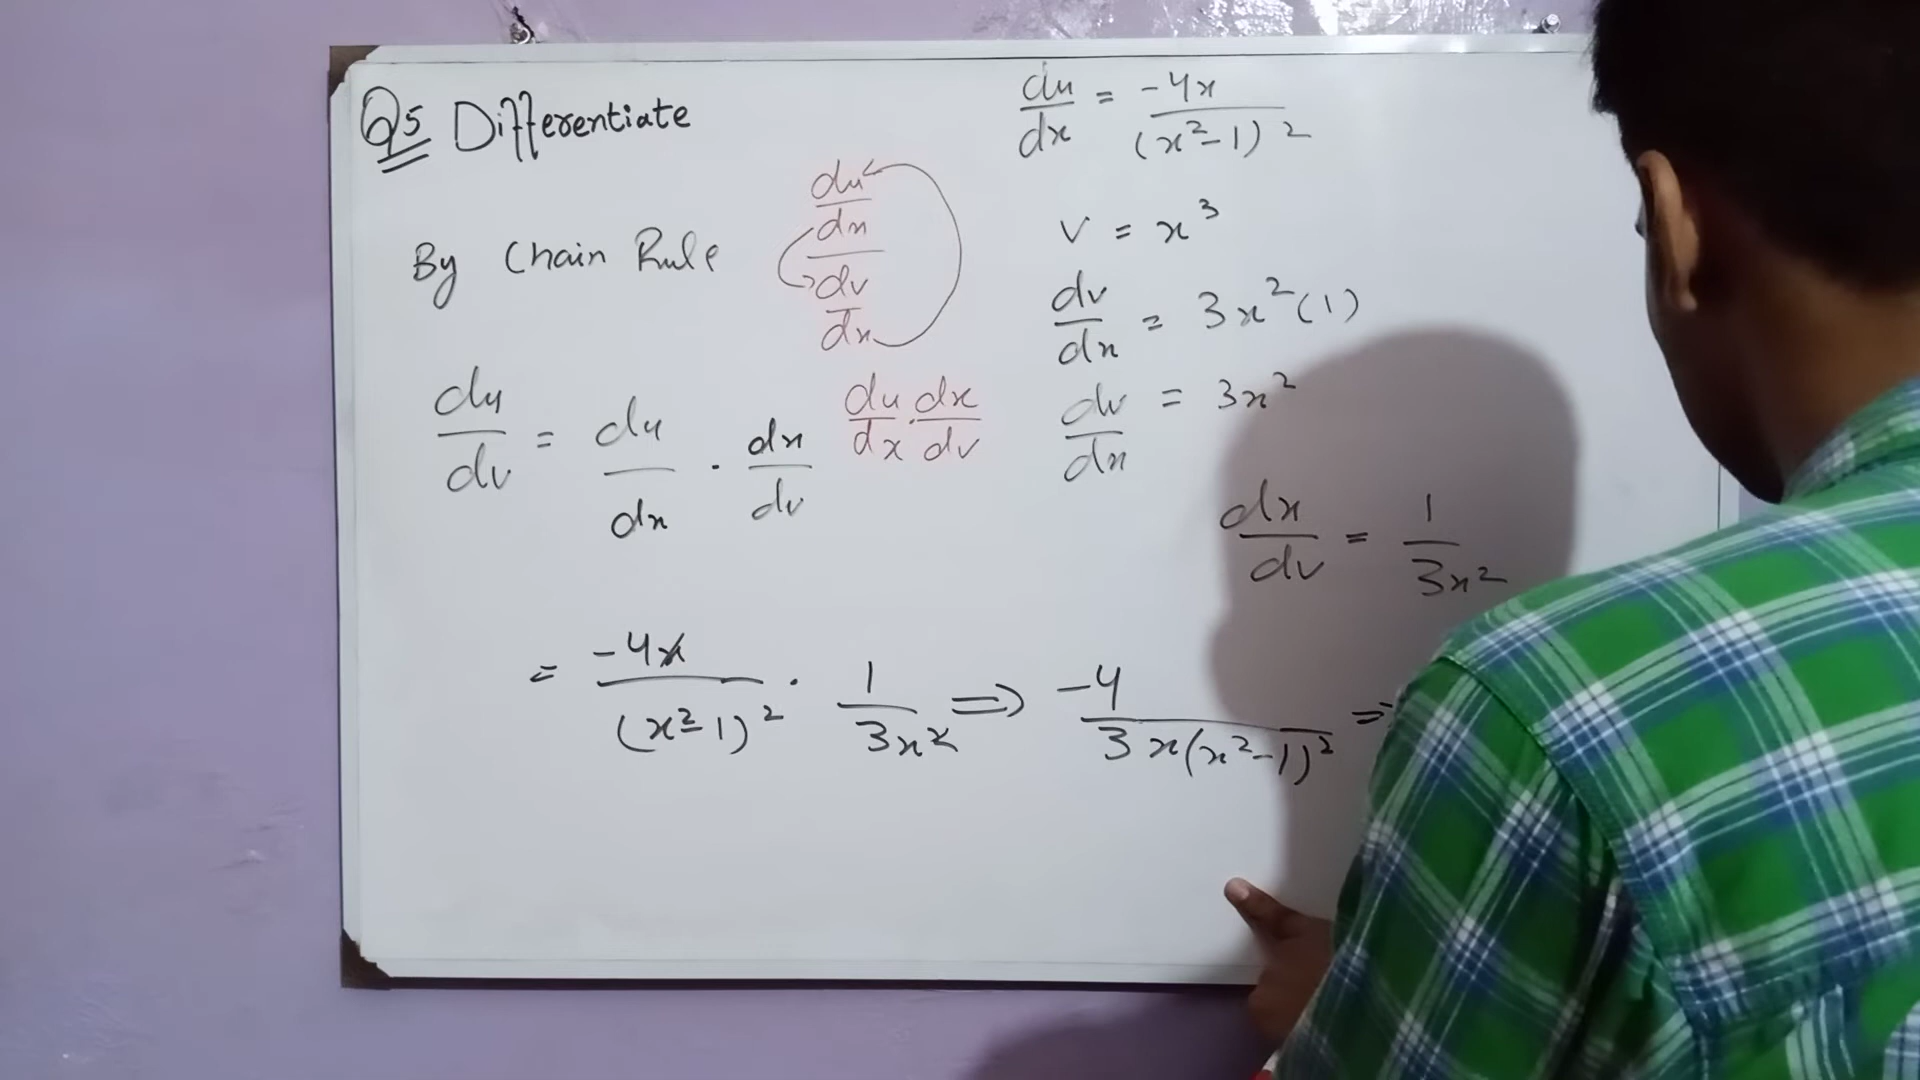 Q5 Differentiate
By Chain Rule
du/dx / dv/dx
du/dx . dx/dv
du/dv = du/dx . dx/dv
du/dx = -4x/(x²-1)²
v = x³
dv/dx = 3x²(1)
dv/dx = 3x²
dx/dv = 1/3x²
= -4x/(x²-1)² . 1/3x² ⇒ -4/3x(x²-1)² =